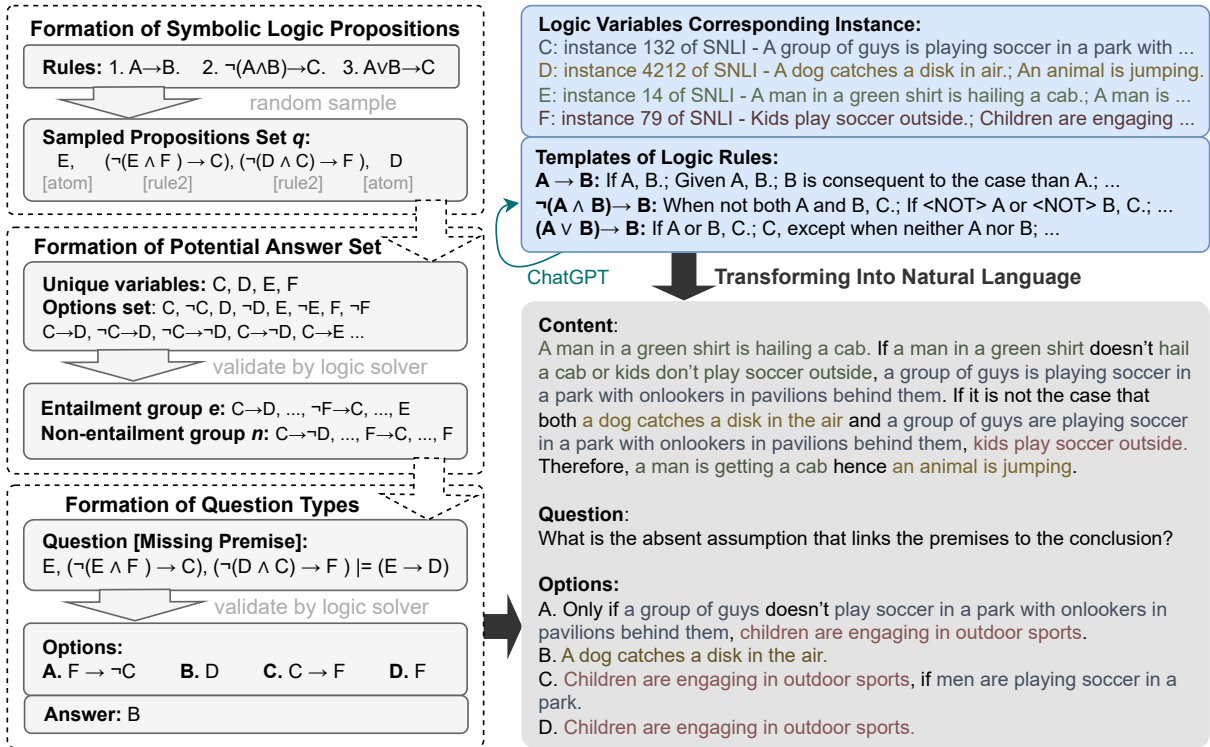 Formation of Symbolic Logic Propositions
Rules: 1. A→B. 2. ¬(A∧B)→C. 3. A∨B→C
random sample
Sampled Propositions Set q:
E, (¬(E ∧ F ) → C), (¬(D ∧ C) → F ), D
[atom] [rule2] [rule2] [atom]
Formation of Potential Answer Set
Unique variables: C, D, E, F
Options set: C, ¬C, D, ¬D, E, ¬E, F, ¬F
C→D, ¬C→D, ¬C→¬D, C→¬D, C→E ...
validate by logic solver
Entailment group e: C→D, ..., ¬F→C, ..., E
Non-entailment group n: C→¬D, ..., F→C, ..., F
Formation of Question Types
Question [Missing Premise]:
E, (¬(E ∧ F ) → C), (¬(D ∧ C) → F ) |= (E → D)
validate by logic solver
Options:
A. F → ¬C B. D C. C → F D. F
Answer: B
Logic Variables Corresponding Instance:
C: instance 132 of SNLI - A group of guys is playing soccer in a park with ...
D: instance 4212 of SNLI - A dog catches a disk in air.; An animal is jumping.
E: instance 14 of SNLI - A man in a green shirt is hailing a cab.; A man is ...
F: instance 79 of SNLI - Kids play soccer outside.; Children are engaging ...
Templates of Logic Rules:
A → B: If A, B.; Given A, B.; B is consequent to the case than A.; ...
¬(A ∧ B)→ B: When not both A and B, C.; If <NOT> A or <NOT> B, C.; ...
(A ∨ B)→ B: If A or B, C.; C, except when neither A nor B; ...
ChatGPT
Transforming Into Natural Language
Content:
A man in a green shirt is hailing a cab. If a man in a green shirt doesn't hail
a cab or kids don't play soccer outside, a group of guys is playing soccer in
a park with onlookers in pavilions behind them. If it is not the case that
both a dog catches a disk in the air and a group of guys are playing soccer
in a park with onlookers in pavilions behind them, kids play soccer outside.
Therefore, a man is getting a cab hence an animal is jumping.
Question:
What is the absent assumption that links the premises to the conclusion?
Options:
A. Only if a group of guys doesn't play soccer in a park with onlookers in
pavilions behind them, children are engaging in outdoor sports.
B. A dog catches a disk in the air.
C. Children are engaging in outdoor sports, if men are playing soccer in a
park.
D. Children are engaging in outdoor sports.